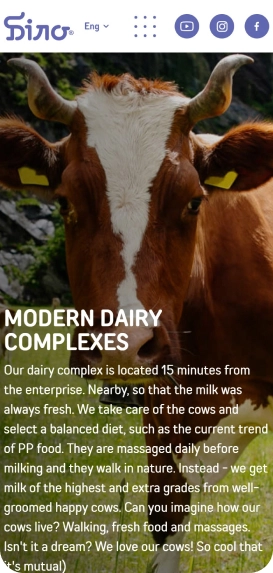 Біло®
Eng
MODERN DAIRY
COMPLEXES
Our dairy complex is located 15 minutes from
the enterprise. Nearby, so that the milk was
always fresh. We take care of the cows and
select a balanced diet, such as the current trend
of PP food. They are massaged daily before
milking and they walk in nature. Instead - we get
milk of the highest and extra grades from well-
groomed happy cows. Can you imagine how our
cows live? Walking, fresh food and massages.
Isn't it a dream? We love our cows! So cool that
it's mutual)